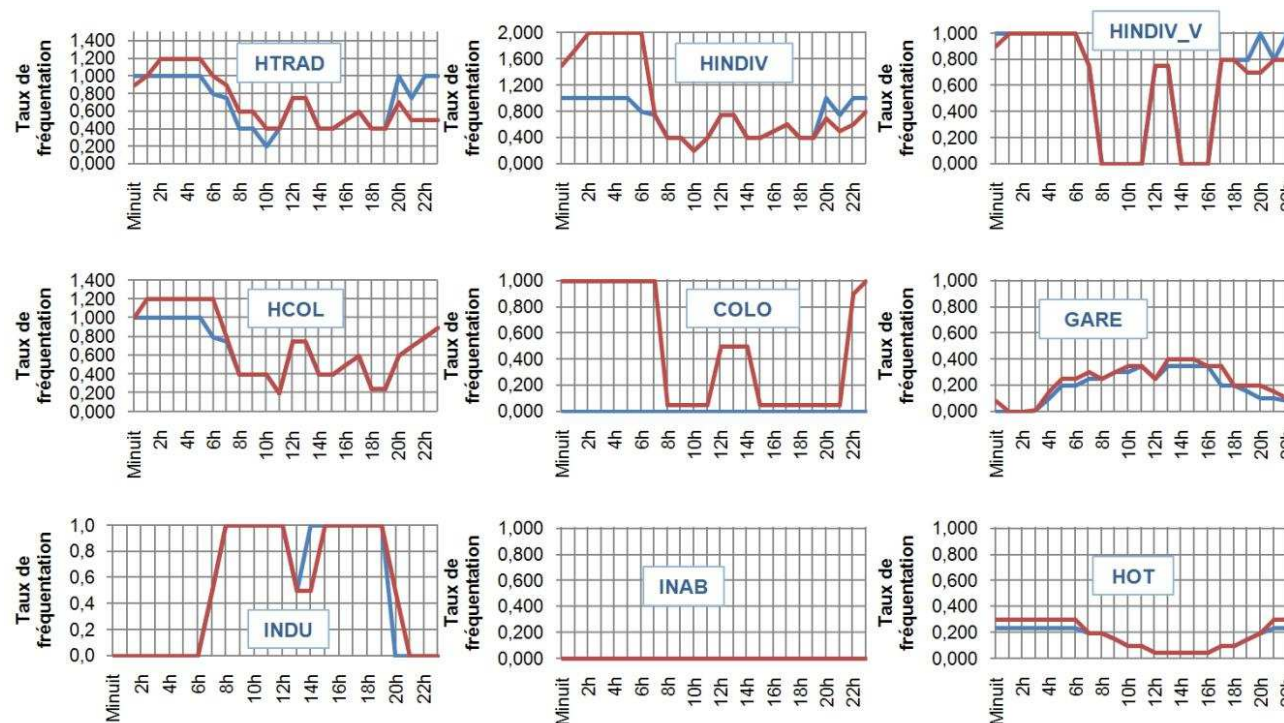 Taux de
fréquentation
1,400
1,200
1,000
0,800
0,600
0,400
0,200
0,000
HTRAD
Minuit
2h
4h
6h
8h
10h
12h
14h
16h
18h
20h
22h
Taux de
fréquentation
2,000
1,600
1,200
0,800
0,400
0,000
HINDIV
Minuit
2h
4h
6h
8h
10h
12h
14h
16h
18h
20h
22h
Taux de
fréquentation
1,000
0,800
0,600
0,400
0,200
0,000
HINDIV_V
Minuit
2h
4h
6h
8h
10h
12h
14h
16h
18h
20h
22h
Taux de
fréquentation
1,400
1,200
1,000
0,800
0,600
0,400
0,200
0,000
HCOL
Minuit
2h
4h
6h
8h
10h
12h
14h
16h
18h
20h
22h
Taux de
fréquentation
1,000
0,800
0,600
0,400
0,200
0,000
COLO
Minuit
2h
4h
6h
8h
10h
12h
14h
16h
18h
20h
22h
Taux de
fréquentation
1,000
0,800
0,600
0,400
0,200
0,000
GARE
Minuit
2h
4h
6h
8h
10h
12h
14h
16h
18h
20h
22h
Taux de
fréquentation
1,0
0,8
0,6
0,4
0,2
0,0
INDU
Minuit
2h
4h
6h
8h
10h
12h
14h
16h
18h
20h
22h
Taux de
fréquentation
1,000
0,800
0,600
0,400
0,200
0,000
INAB
Minuit
2h
4h
6h
8h
10h
12h
14h
16h
18h
20h
22h
Taux de
fréquentation
1,000
0,800
0,600
0,400
0,200
0,000
HOT
Minuit
2h
4h
6h
8h
10h
12h
14h
16h
18h
20h
22h